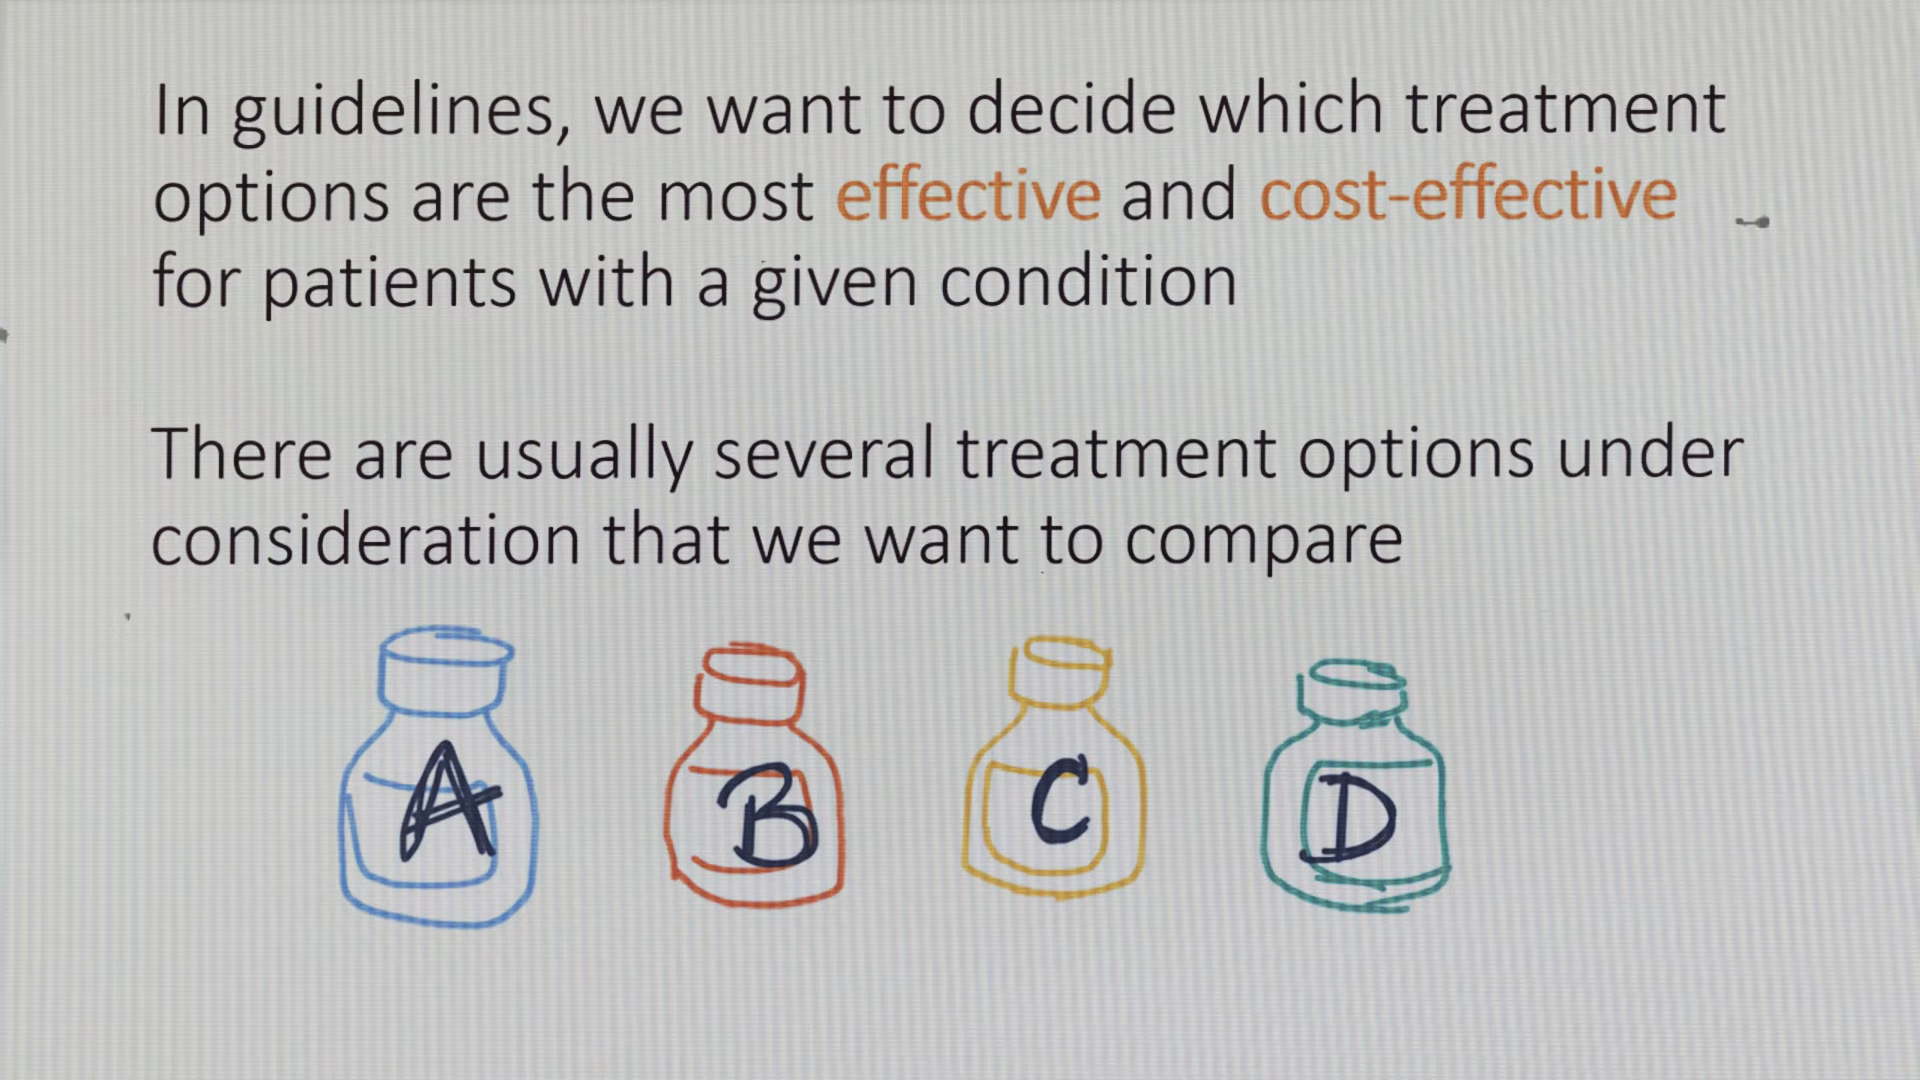 In guidelines, we want to decide which treatment
options are the most effective and cost-effective
for patients with a given condition
There are usually several treatment options under
consideration that we want to compare
A B C D